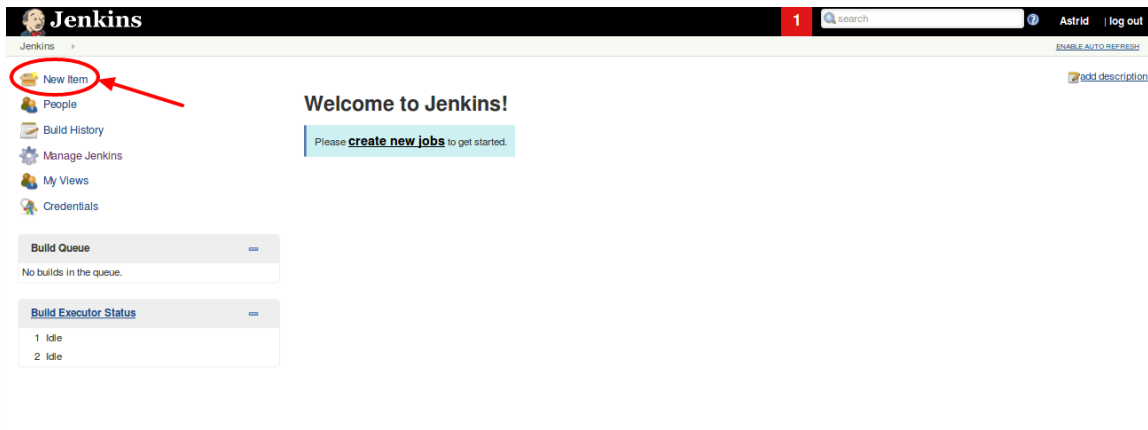 Jenkins
1
search
Astrid | log out
Jenkins
ENABLE AUTO REFRESH
New Item
add description
People
Build History
Manage Jenkins
My Views
Credentials
Welcome to Jenkins!
Please create new jobs to get started.
Build Queue
No builds in the queue.
Build Executor Status
1 Idle
2 Idle